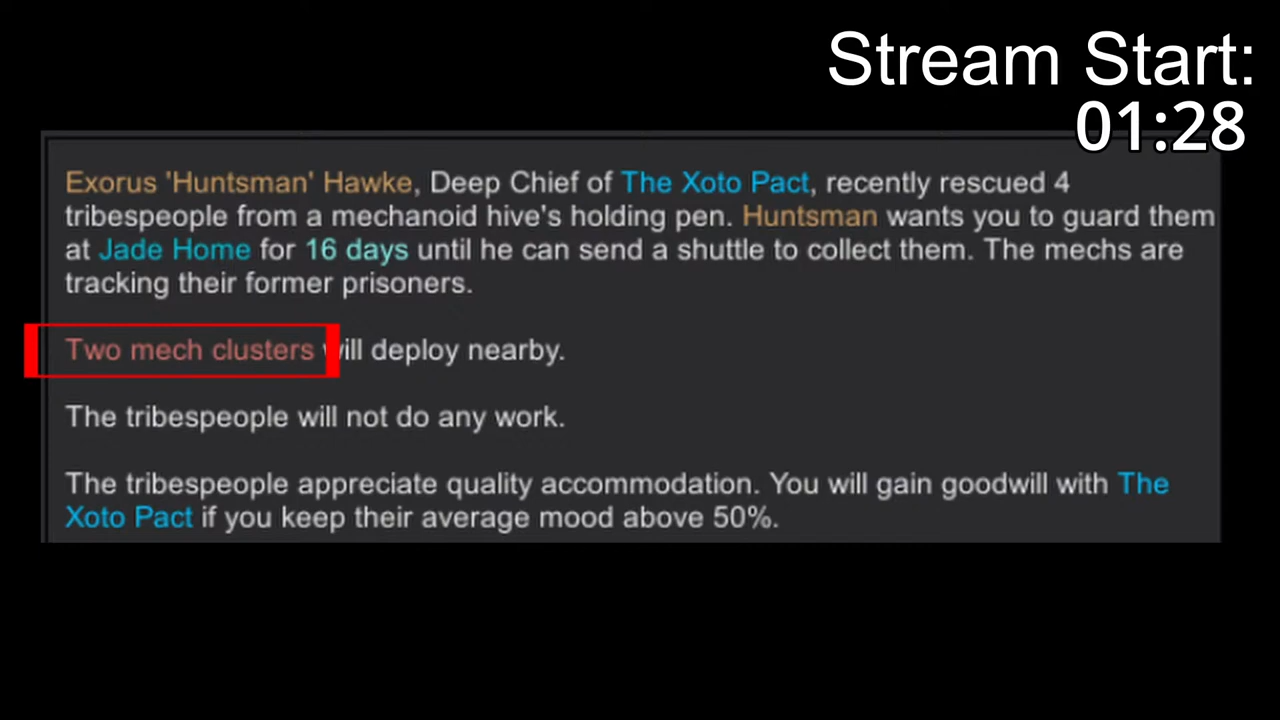 Stream Start:
01:28
Exorus 'Huntsman' Hawke, Deep Chief of The Xoto Pact, recently rescued 4
tribespeople from a mechanoid hive's holding pen. Huntsman wants you to guard them
at Jade Home for 16 days until he can send a shuttle to collect them. The mechs are
tracking their former prisoners.
Two mech clusters will deploy nearby.
The tribespeople will not do any work.
The tribespeople appreciate quality accommodation. You will gain goodwill with The
Xoto Pact if you keep their average mood above 50%.